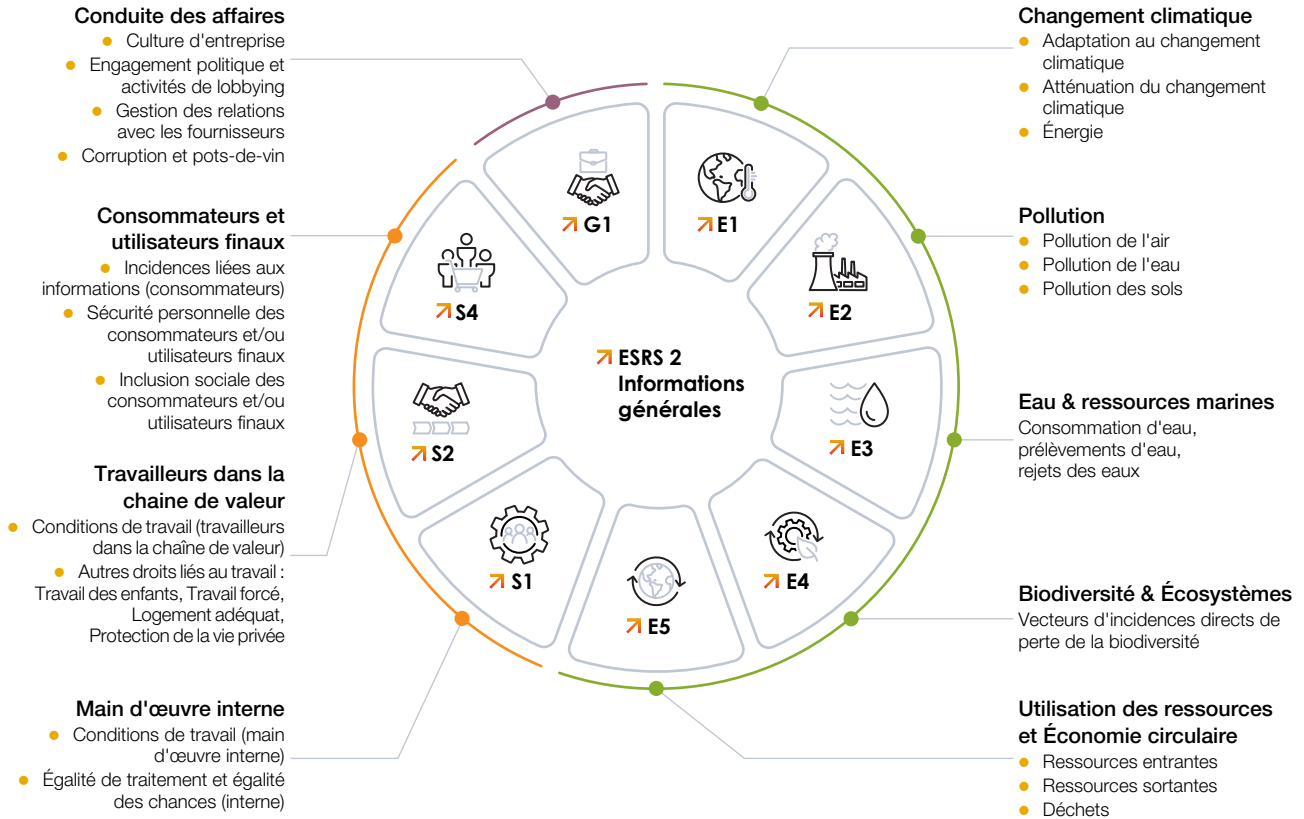 Conduite des affaires
Culture d'entreprise
Engagement politique et
activités de lobbying
Gestion des relations
avec les fournisseurs
Corruption et pots-de-vin
Consommateurs et
utilisateurs finaux
Incidences liées aux
informations (consommateurs)
Sécurité personnelle des
consommateurs et/ou
utilisateurs finaux
Inclusion sociale des
consommateurs et/ou
utilisateurs finaux
Travailleurs dans la
chaine de valeur
Conditions de travail (travailleurs
dans la chaîne de valeur)
Autres droits liés au travail :
Travail des enfants, Travail forcé,
Logement adéquat,
Protection de la vie privée
Main d'œuvre interne
Conditions de travail (main
d'œuvre interne)
Égalité de traitement et égalité
des chances (interne)
G1
E1
S4
E2
ESRS 2
Informations
générales
S2
E3
S1
E4
E5
Changement climatique
Adaptation au changement
climatique
Atténuation du changement
climatique
Énergie
Pollution
Pollution de l'air
Pollution de l'eau
Pollution des sols
Eau & ressources marines
Consommation d'eau,
prélèvements d'eau,
rejets des eaux
Biodiversité & Écosystèmes
Vecteurs d'incidences directs de
perte de la biodiversité
Utilisation des ressources
et Économie circulaire
Ressources entrantes
Ressources sortantes
Déchets